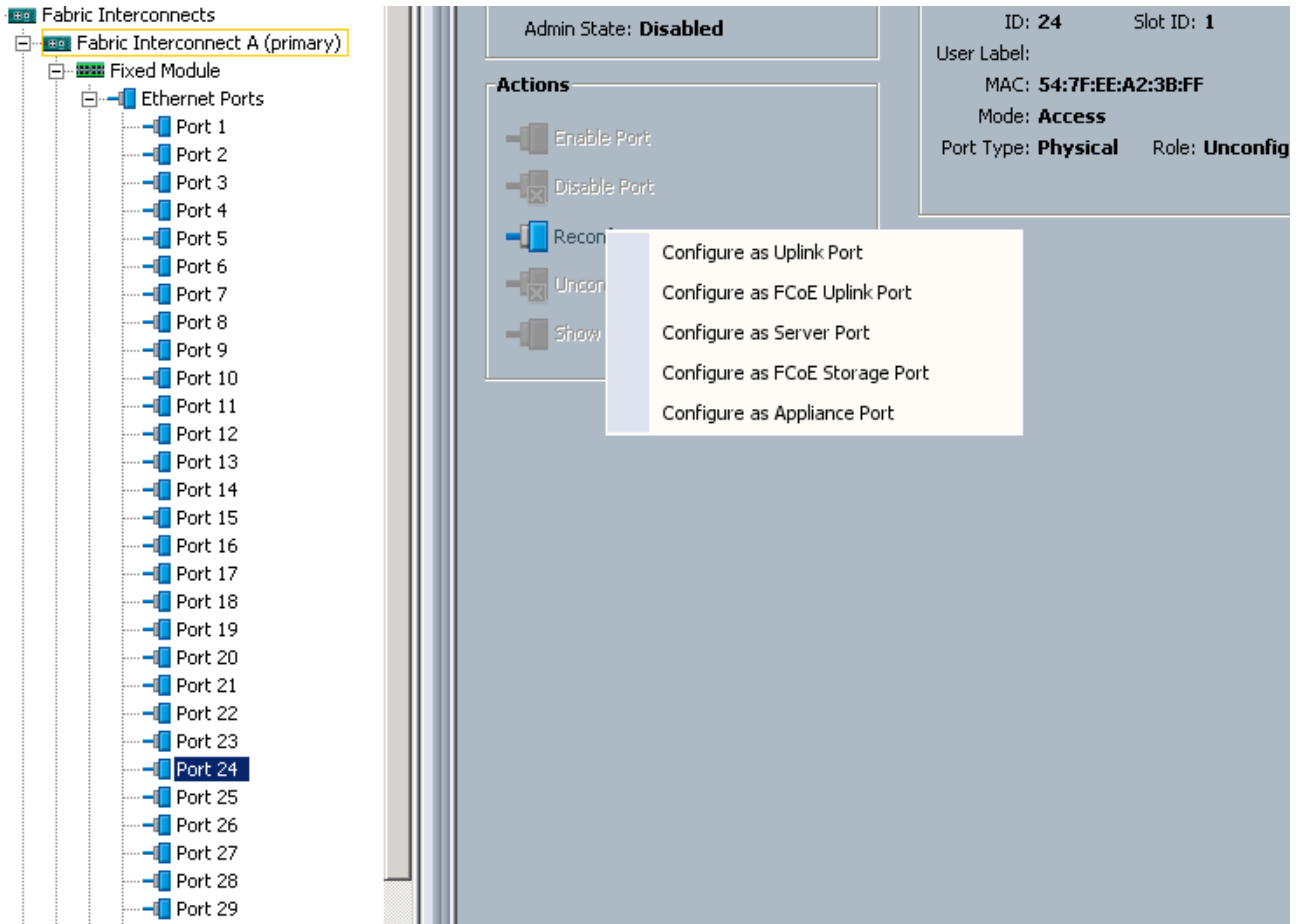 Fabric Interconnects
Fabric Interconnect A (primary)
Fixed Module
Ethernet Ports
Port 1
Port 2
Port 3
Port 4
Port 5
Port 6
Port 7
Port 8
Port 9
Port 10
Port 11
Port 12
Port 13
Port 14
Port 15
Port 16
Port 17
Port 18
Port 19
Port 20
Port 21
Port 22
Port 23
Port 24
Port 25
Port 26
Port 27
Port 28
Port 29
Admin State: Disabled
Actions
Enable Port
Disable Port
Recon
Uncon
Show
Configure as Uplink Port
Configure as FCoE Uplink Port
Configure as Server Port
Configure as FCoE Storage Port
Configure as Appliance Port
ID: 24 Slot ID: 1
User Label:
MAC: 54:7F:EE:A2:3B:FF
Mode: Access
Port Type: Physical Role: Unconfig